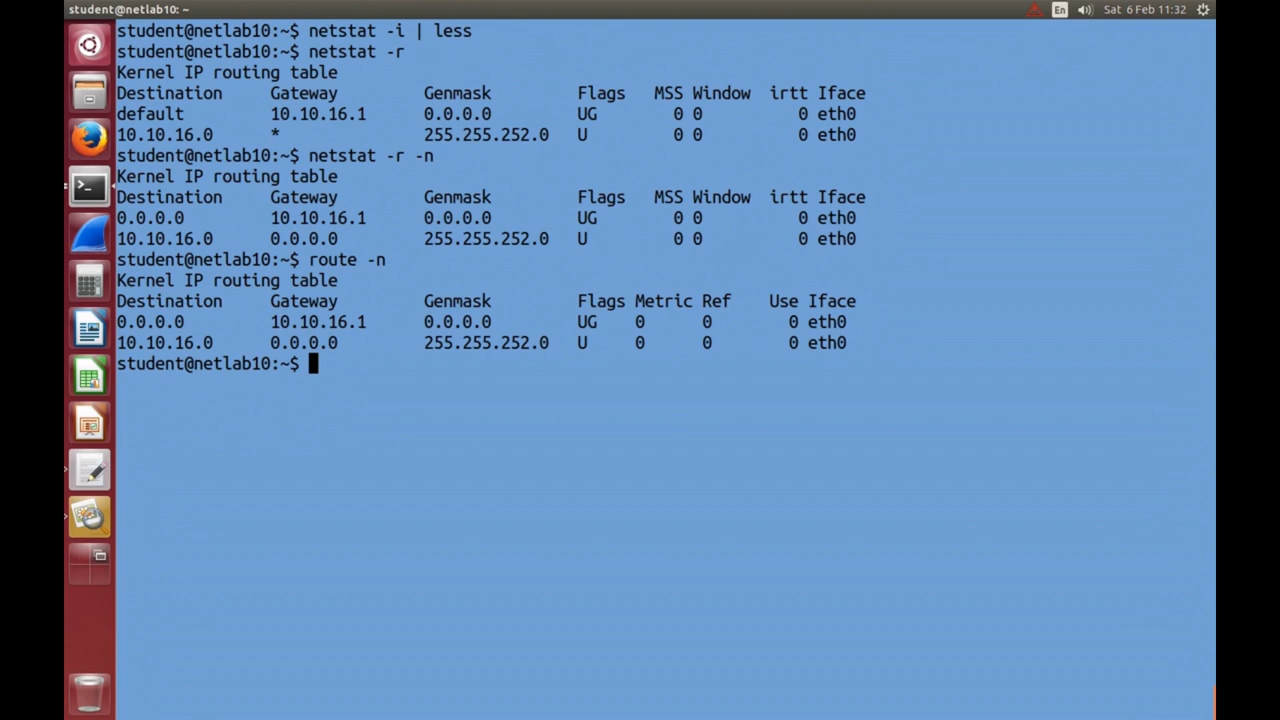 student@netlab10: ~
En
Sat 6 Feb 11:32
student@netlab10:~$ netstat -i | less
student@netlab10:~$ netstat -r
Kernel IP routing table
Destination     Gateway         Genmask         Flags   MSS Window  irtt Iface
default         10.10.16.1      0.0.0.0         UG        0 0          0 eth0
10.10.16.0      *               255.255.252.0   U         0 0          0 eth0
student@netlab10:~$ netstat -r -n
Kernel IP routing table
Destination     Gateway         Genmask         Flags   MSS Window  irtt Iface
0.0.0.0         10.10.16.1      0.0.0.0         UG        0 0          0 eth0
10.10.16.0      0.0.0.0         255.255.252.0   U         0 0          0 eth0
student@netlab10:~$ route -n
Kernel IP routing table
Destination     Gateway         Genmask         Flags Metric Ref    Use Iface
0.0.0.0         10.10.16.1      0.0.0.0         UG    0      0        0 eth0
10.10.16.0      0.0.0.0         255.255.252.0   U     0      0        0 eth0
student@netlab10:~$